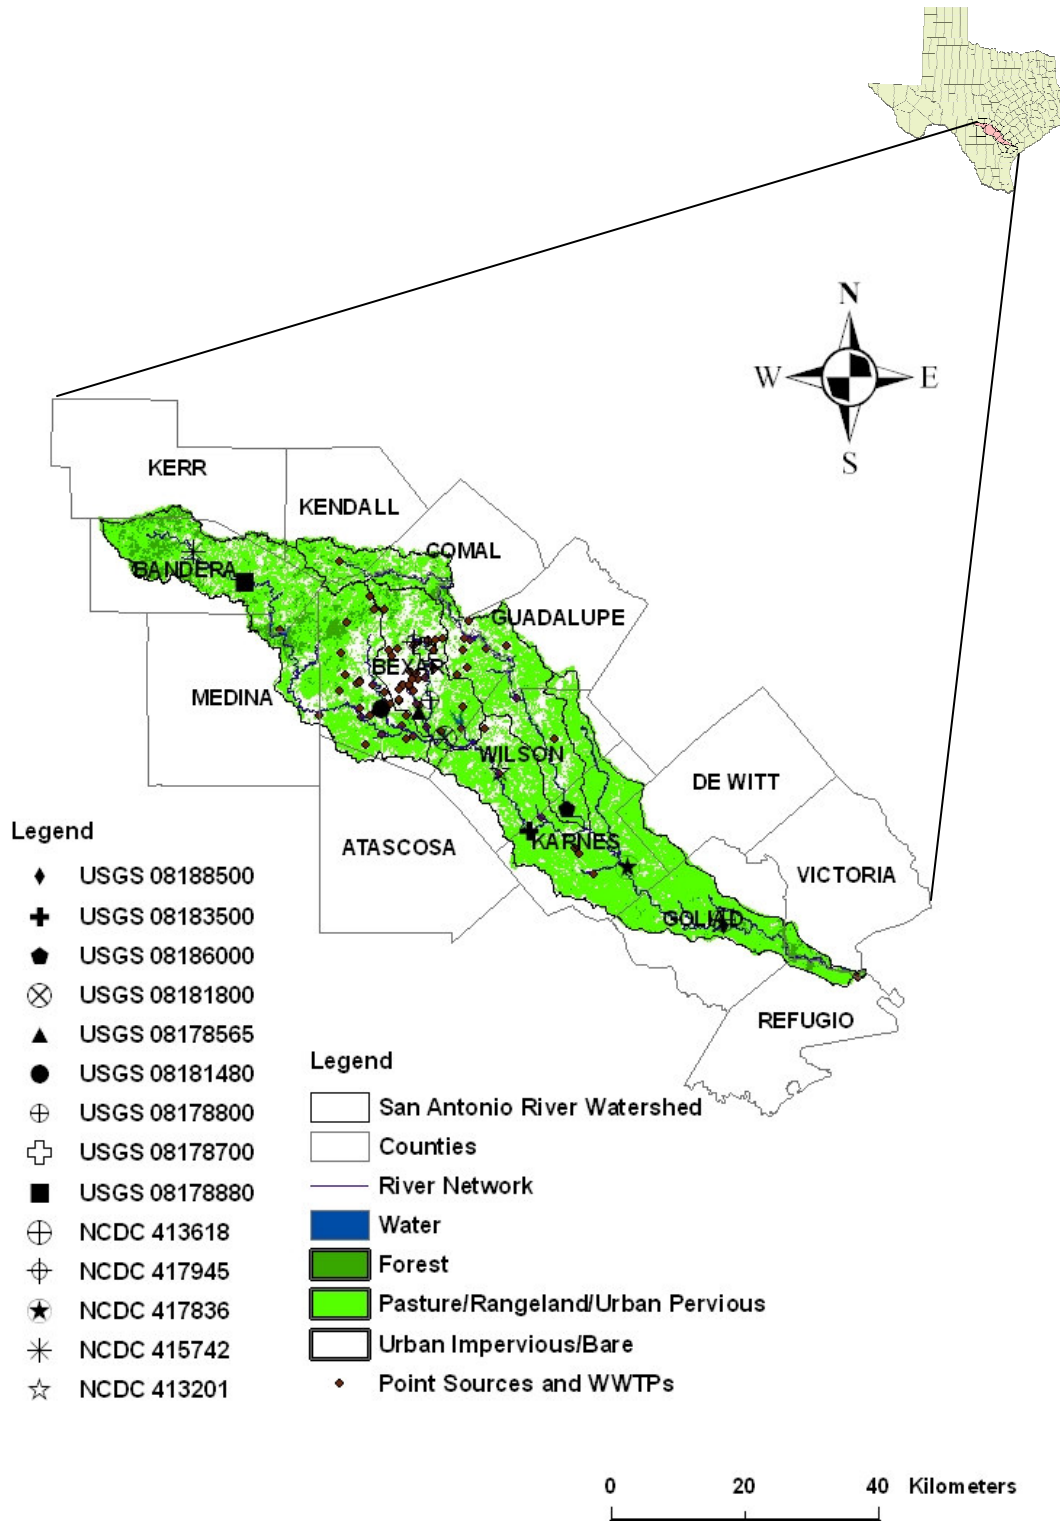 N
W E
S
KERR
KENDALL
COMAL
BANDERA
GUADALUPE
BEXAR
MEDINA
WILSON
DE WITT
ATASCOSA
KARNES
VICTORIA
GOLIAD
REFUGIO
Legend
USGS 08188500
USGS 08183500
USGS 08186000
USGS 08181800
USGS 08178565
USGS 08181480
USGS 08178800
USGS 08178700
USGS 08178880
NCDC 413618
NCDC 417945
NCDC 417836
NCDC 415742
NCDC 413201
Legend
San Antonio River Watershed
Counties
River Network
Water
Forest
Pasture/Rangeland/Urban Pervious
Urban Impervious/Bare
Point Sources and WWTPs
0 20 40 Kilometers